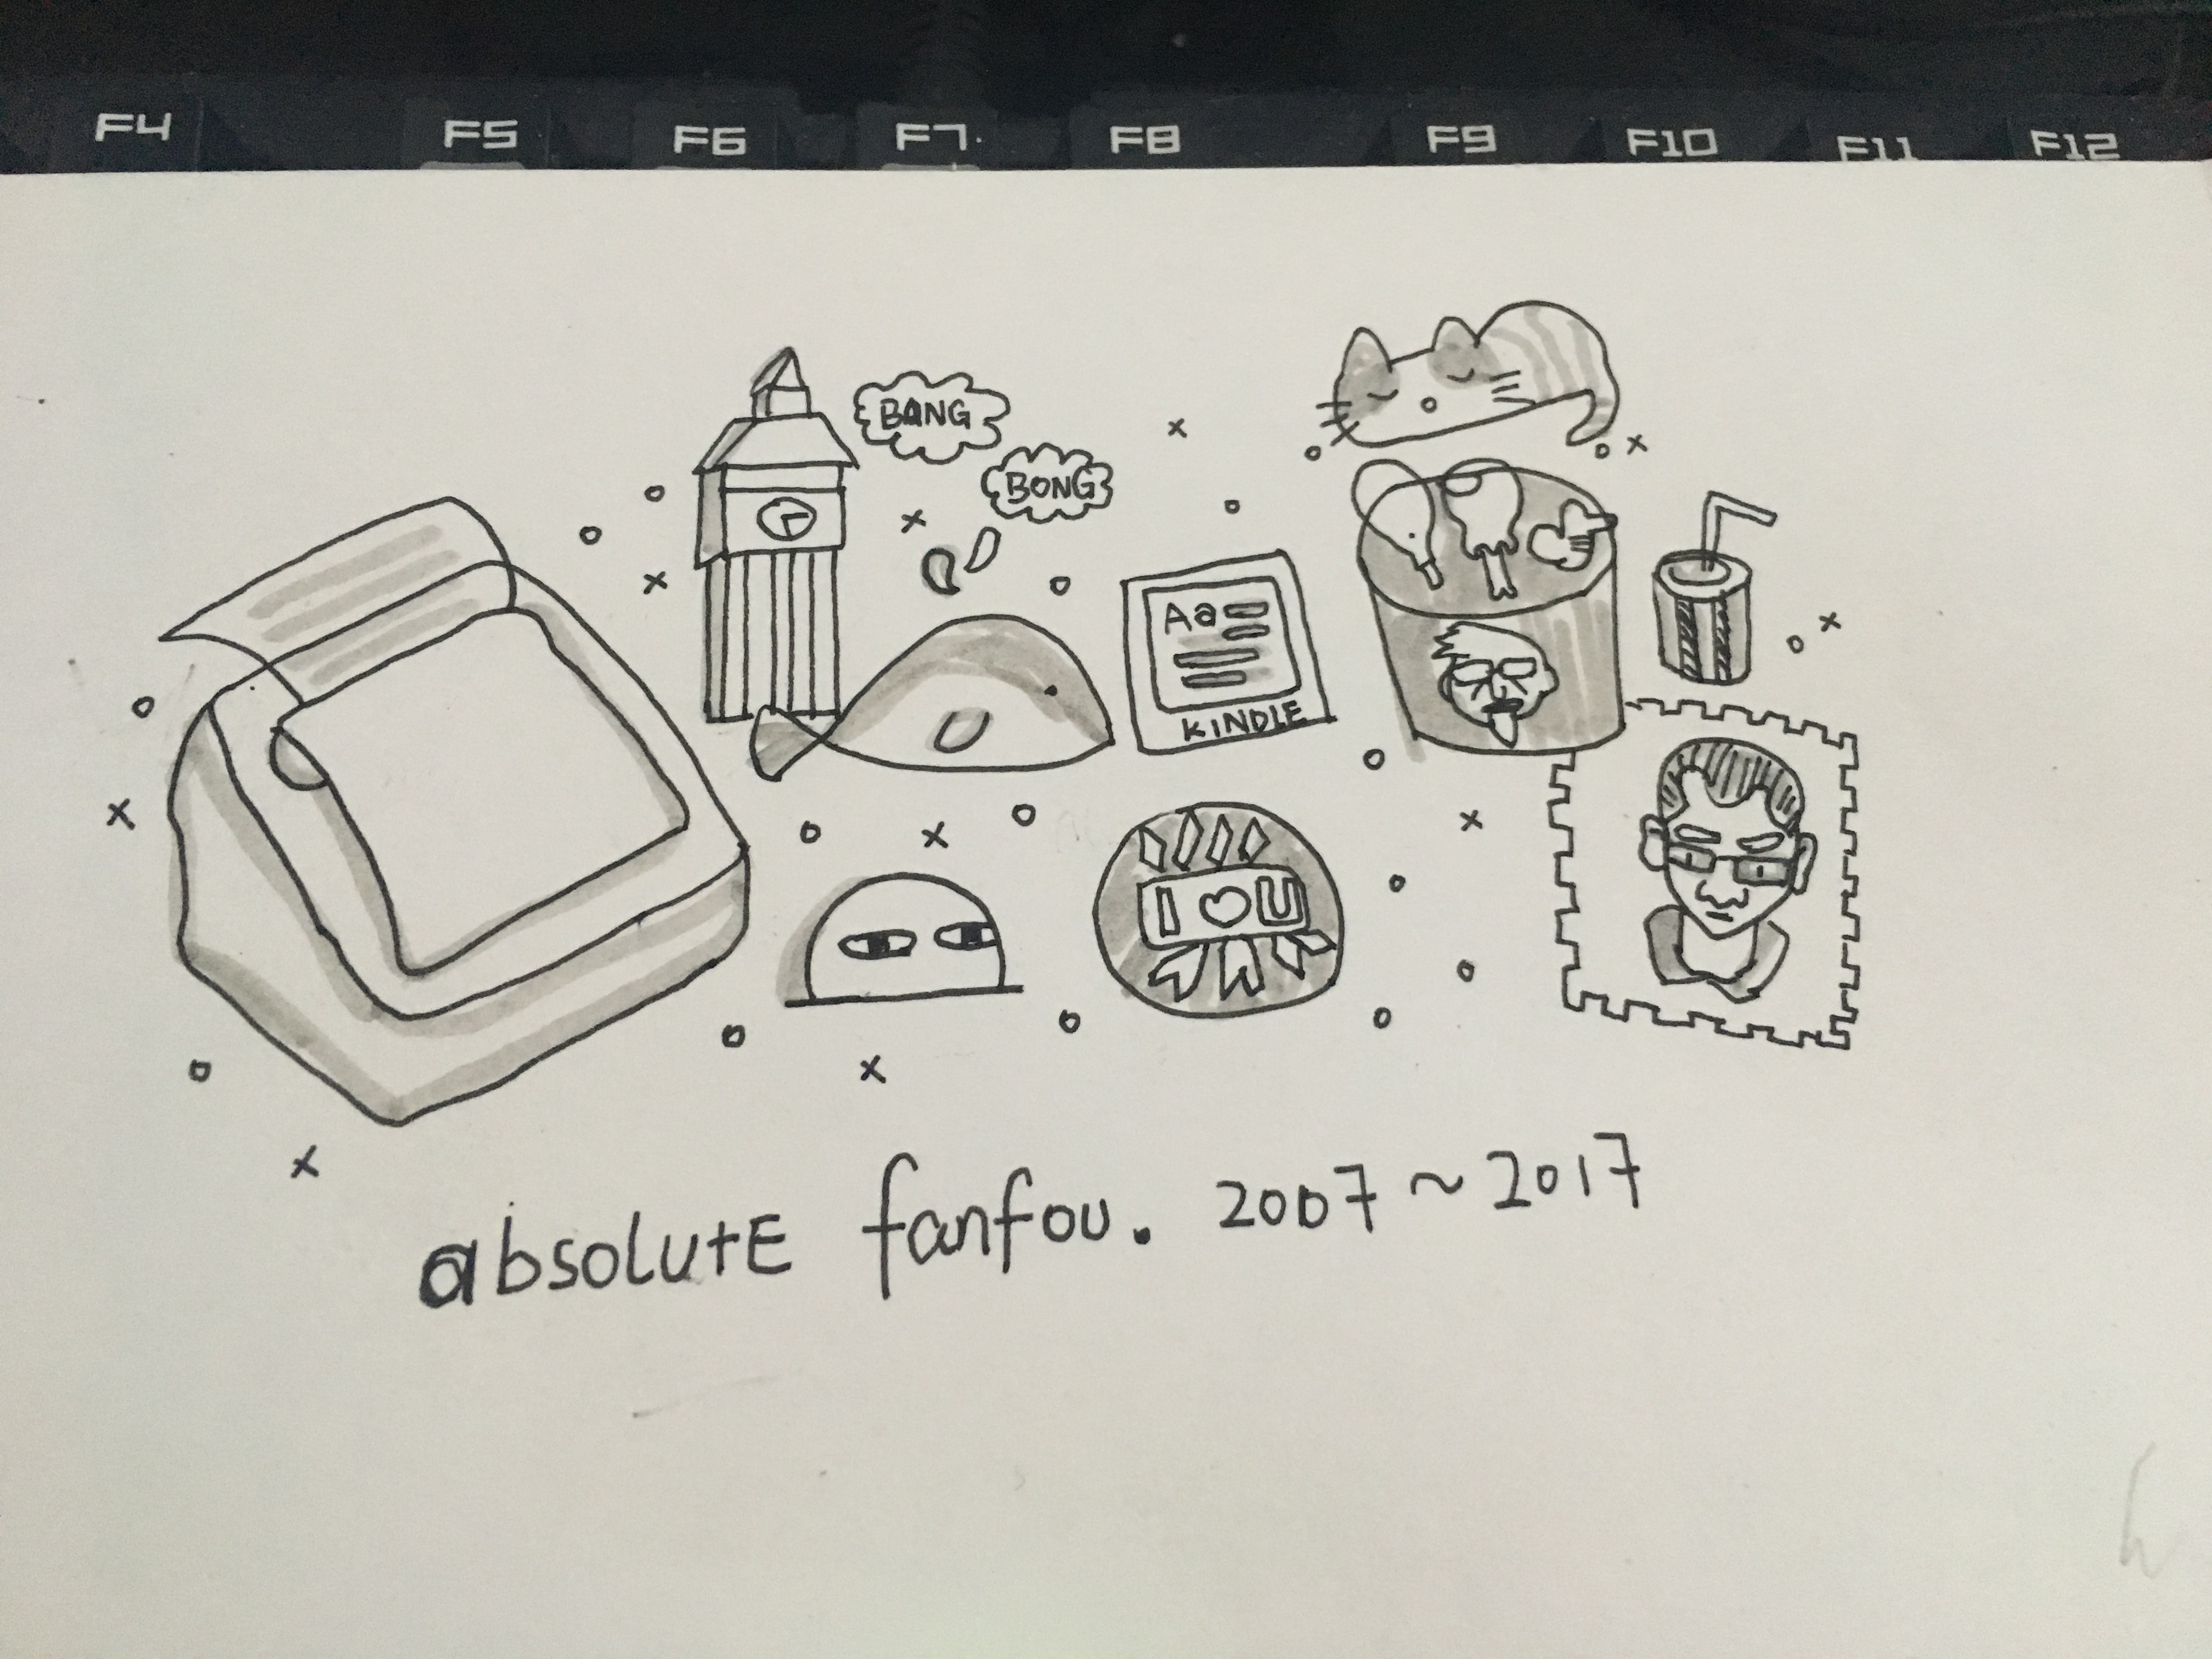 F4 F5 F6 F7 F8 F9 F10 F11 F12
BANG
BONG
Aa
KINDLE
I ♡ U
absolutE fanfou. 2007~2017